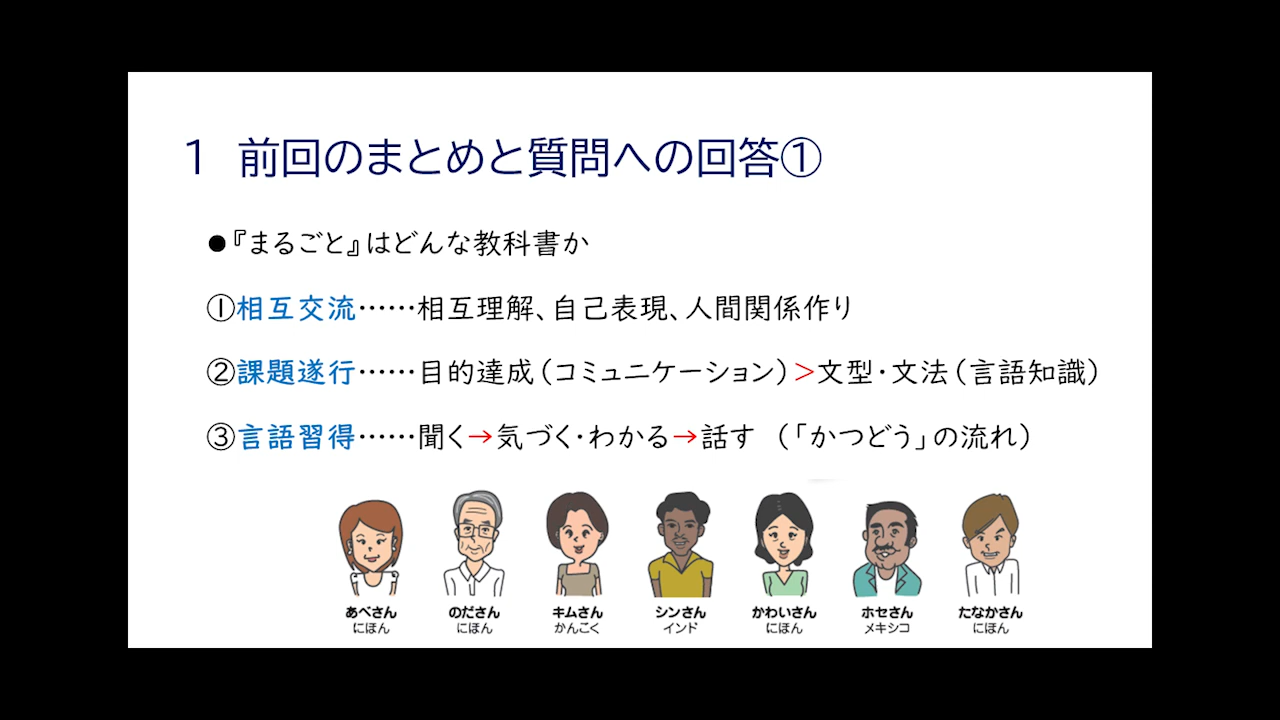 1 前回のまとめと質問への回答①
●『まるごと』はどんな教科書か
①相互交流……相互理解、自己表現、人間関係作り
②課題遂行……目的達成（コミュニケーション）>文型・文法（言語知識）
③言語習得……聞く→気づく・わかる→話す （「かつどう」の流れ）
あべさん のださん キムさん シンさん かわいさん ホセさん たなかさん
にほん にほん かんこく インド にほん メキシコ にほん